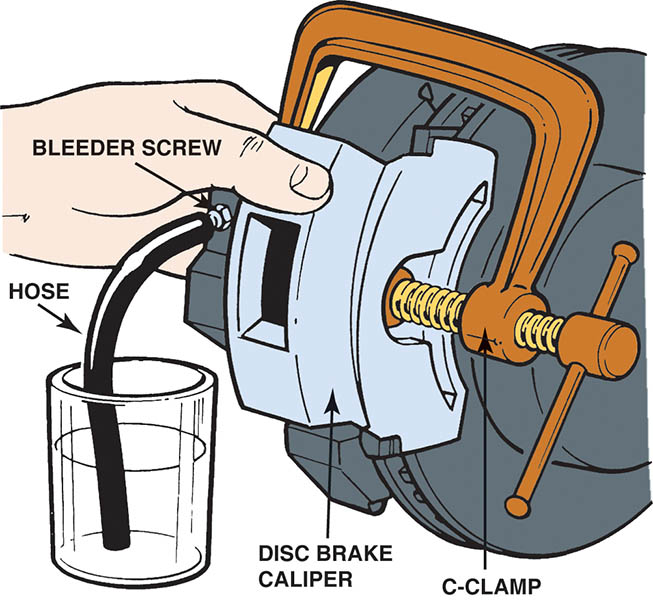 BLEEDER SCREW
HOSE
DISC BRAKE
CALIPER
C-CLAMP